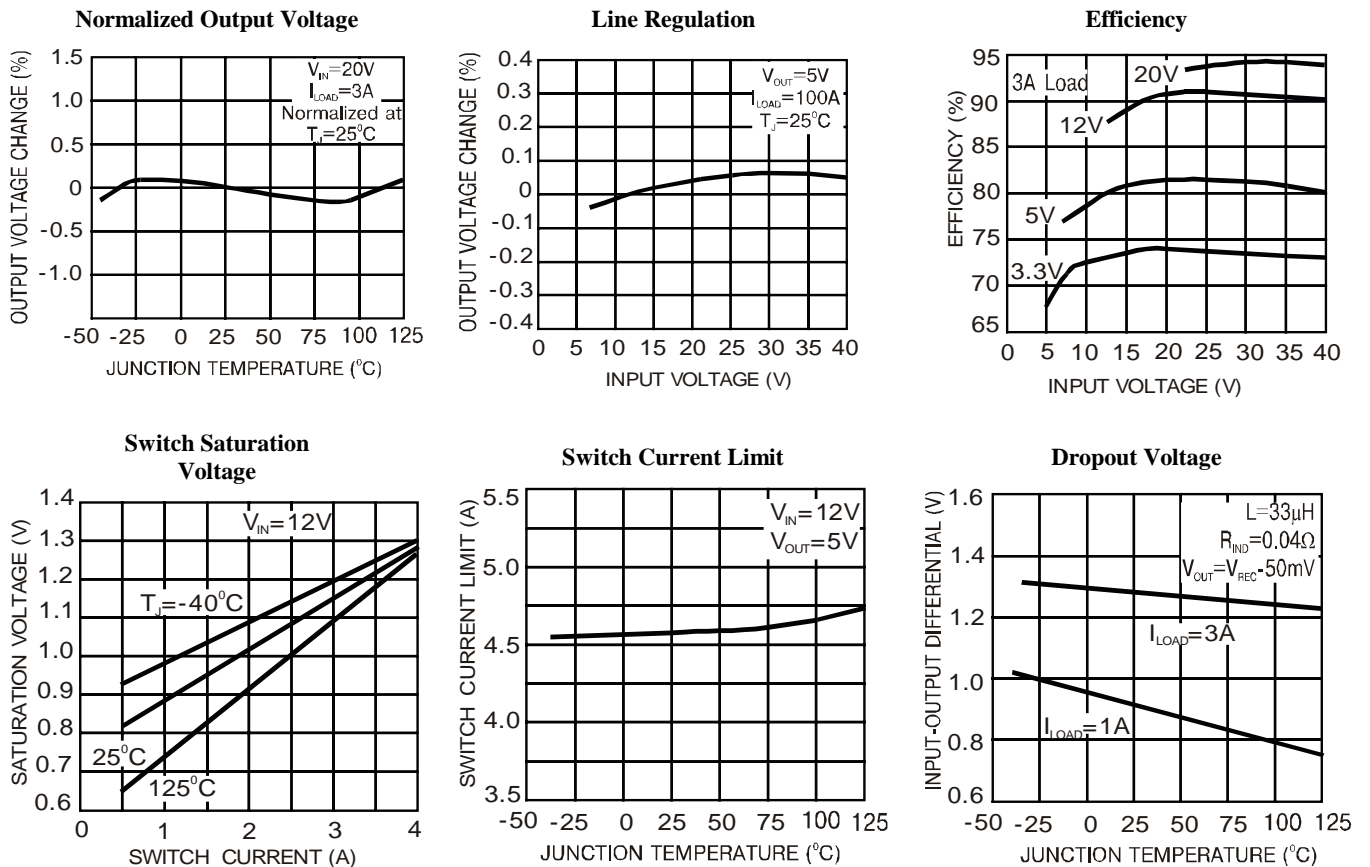 Normalized Output Voltage
OUTPUT VOLTAGE CHANGE (%)
1.5
1.0
0.5
0
-0.5
-1.0
V_IN=20V
I_LOAD=3A
Normalized at
T_J=25°C
-50 -25 0 25 50 75 100 125
JUNCTION TEMPERATURE (°C)
Line Regulation
OUTPUT VOLTAGE CHANGE (%)
0.4
0.3
0.2
0.1
0
-0.1
-0.2
-0.3
-0.4
V_OUT=5V
I_LOAD=100A
T_J=25°C
0 5 10 15 20 25 30 35 40
INPUT VOLTAGE (V)
Efficiency
EFFICIENCY (%)
95
90
85
80
75
70
65
3A Load
20V
12V
5V
3.3V
0 5 10 15 20 25 30 35 40
INPUT VOLTAGE (V)
Switch Saturation
Voltage
SATURATION VOLTAGE (V)
1.4
1.3
1.2
1.1
1.0
0.9
0.8
0.7
0.6
V_IN=12V
T_J=-40°C
25°C
125°C
0 1 2 3 4
SWITCH CURRENT (A)
Switch Current Limit
SWITCH CURRENT LIMIT (A)
5.5
5.0
4.5
4.0
3.5
V_IN=12V
V_OUT=5V
-50 -25 0 25 50 75 100 125
JUNCTION TEMPERATURE (°C)
Dropout Voltage
INPUT-OUTPUT DIFFERENTIAL (V)
1.6
1.4
1.2
1.0
0.8
0.6
L=33µH
R_IND=0.04Ω
V_OUT=V_REC-50mV
I_LOAD=3A
I_LOAD=1A
-50 -25 0 25 50 75 100 125
JUNCTION TEMPERATURE (°C)